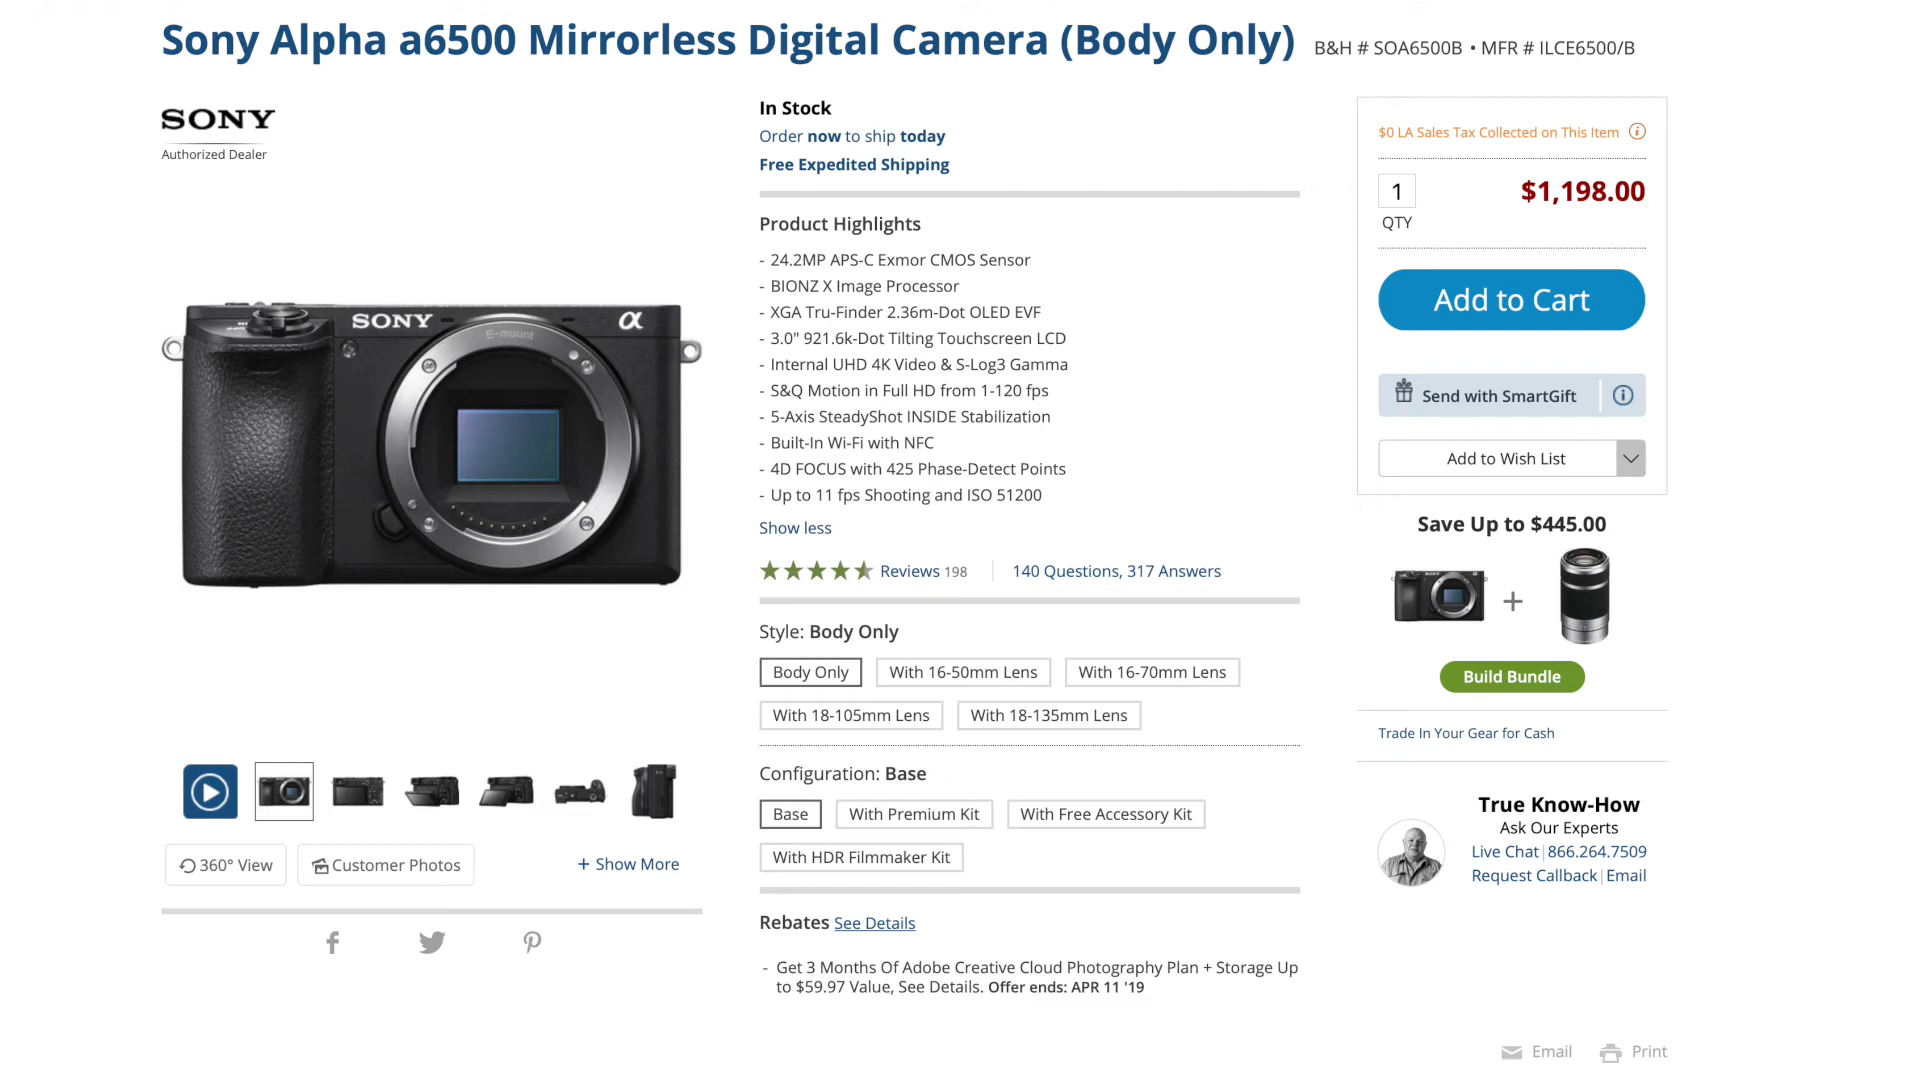 Sony Alpha a6500 Mirrorless Digital Camera (Body Only) B&H # SOA6500B • MFR # ILCE6500/B
SONY
Authorized Dealer
SONY
α
E-mount
360° View
Customer Photos
+ Show More
In Stock
Order now to ship today
Free Expedited Shipping
Product Highlights
- 24.2MP APS-C Exmor CMOS Sensor
- BIONZ X Image Processor
- XGA Tru-Finder 2.36m-Dot OLED EVF
- 3.0" 921.6k-Dot Tilting Touchscreen LCD
- Internal UHD 4K Video & S-Log3 Gamma
- S&Q Motion in Full HD from 1-120 fps
- 5-Axis SteadyShot INSIDE Stabilization
- Built-In Wi-Fi with NFC
- 4D FOCUS with 425 Phase-Detect Points
- Up to 11 fps Shooting and ISO 51200
Show less
Reviews 198
140 Questions, 317 Answers
Style: Body Only
Body Only
With 16-50mm Lens
With 16-70mm Lens
With 18-105mm Lens
With 18-135mm Lens
Configuration: Base
Base
With Premium Kit
With Free Accessory Kit
With HDR Filmmaker Kit
Rebates See Details
- Get 3 Months Of Adobe Creative Cloud Photography Plan + Storage Up
to $59.97 Value, See Details. Offer ends: APR 11 '19
$0 LA Sales Tax Collected on This Item
1
$1,198.00
QTY
Add to Cart
Send with SmartGift
Add to Wish List
Save Up to $445.00
+
Build Bundle
Trade In Your Gear for Cash
True Know-How
Ask Our Experts
Live Chat | 866.264.7509
Request Callback | Email
Email
Print